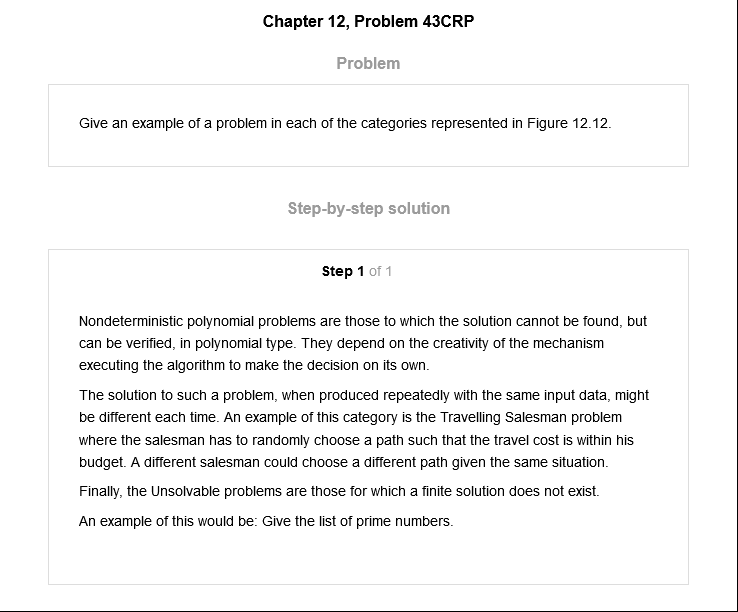 Chapter 12, Problem 43CRP
Problem
Give an example of a problem in each of the categories represented in Figure 12.12.
Step-by-step solution
Step 1 of 1
Nondeterministic polynomial problems are those to which the solution cannot be found, but
can be verified, in polynomial type. They depend on the creativity of the mechanism
executing the algorithm to make the decision on its own.
The solution to such a problem, when produced repeatedly with the same input data, might
be different each time. An example of this category is the Travelling Salesman problem
where the salesman has to randomly choose a path such that the travel cost is within his
budget. A different salesman could choose a different path given the same situation.
Finally, the Unsolvable problems are those for which a finite solution does not exist.
An example of this would be: Give the list of prime numbers.